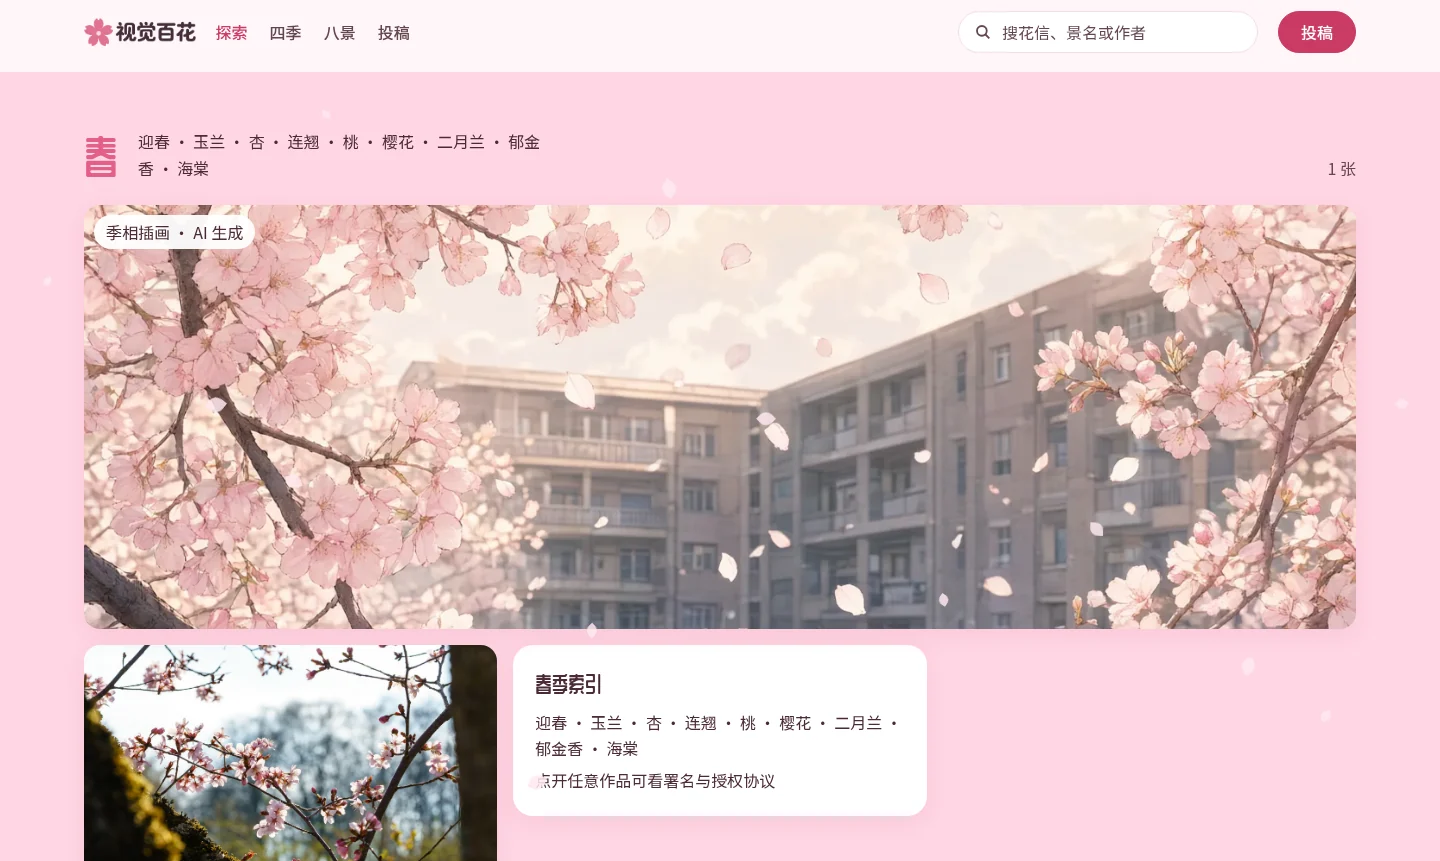 视觉百花
探索
四季
八景
投稿
搜花信、景名或作者
投稿
春
迎春 · 玉兰 · 杏 · 连翘 · 桃 · 樱花 · 二月兰 · 郁金
香 · 海棠
1 张
季相插画 · AI 生成
春季索引
迎春 · 玉兰 · 杏 · 连翘 · 桃 · 樱花 · 二月兰 ·
郁金香 · 海棠
点开任意作品可看署名与授权协议